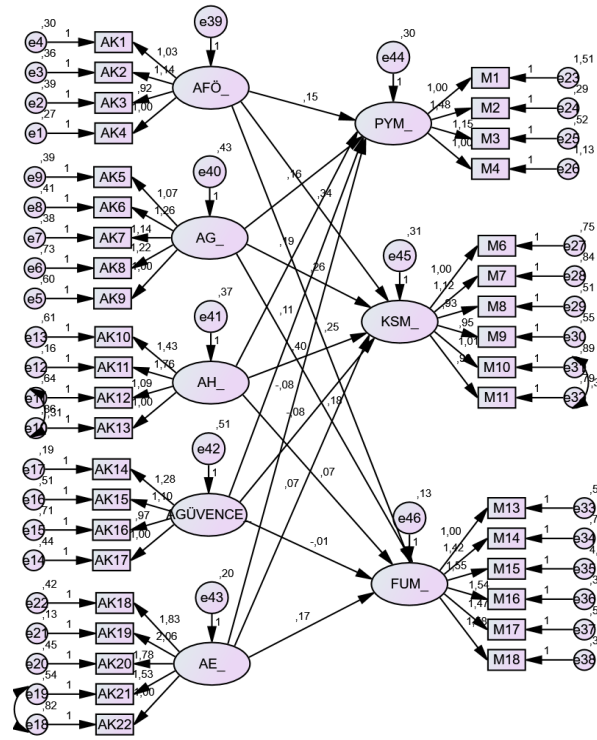 ,30
e4 1 AK1
,36
e3 1 AK2
,39
e2 1 AK3
,27
e1 1 AK4
1,03
1,14
,92
1,00
e39
1
AFÖ_
,39
e9 1 AK5
,41
e8 1 AK6
,38
e7 1 AK7
,73
e6 1 AK8
,60
e5 1 AK9
1,07
1,26
1,14
1,22
1,00
,43
e40
1
AG_
,61
e13 1 AK10
,16
e12 1 AK11
,64
1 AK12
1 AK13
1,43
1,76
1,09
1,00
,37
e41
1
AH_
,19
e17 1 AK14
,51
e16 1 AK15
,71
e15 1 AK16
,44
e14 1 AK17
1,28
1,10
,97
1,00
,51
e42
1
AGÜVENCE
,42
e22 1 AK18
,13
e21 1 AK19
,45
e20 1 AK20
,54
e19 1 AK21
,82
e18 1 AK22
1,83
2,06
1,78
1,53
1,00
,20
e43
1
AE_
,15
,16
,34
,19
,26
,11
,25
,40
-,08
-,08
,18
,07
,07
-,01
,17
,30
e44
1
PYM_
1,00
1,48
1,15
1,00
M1 1 e23
1,51
M2 1 e24
,29
M3 1 e25
,52
M4 1 e26
1,13
,31
e45
1
KSM_
1,00
1,12
,93
,95
1,01
M6 1 e27
,75
M7 1 e28
,84
M8 1 e29
,51
M9 1 e30
,55
M10 1 e31
,89
M11 1 e32
,79
,13
e46
1
FUM_
1,00
1,42
1,55
1,54
1,47
M13 1 e33
M14 1 e34
M15 1 e35
M16 1 e36
M17 1 e37
M18 1 e38